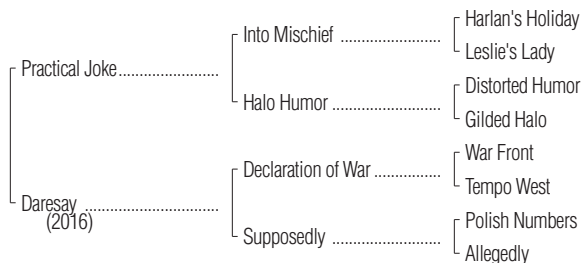 Harlan's Holiday
Into Mischief ........................
Leslie's Lady
Practical Joke........................
Distorted Humor
Halo Humor ........................
Gilded Halo
War Front
Declaration of War ................
Tempo West
Daresay ................................
(2016)
Polish Numbers
Supposedly ..........................
Allegedly